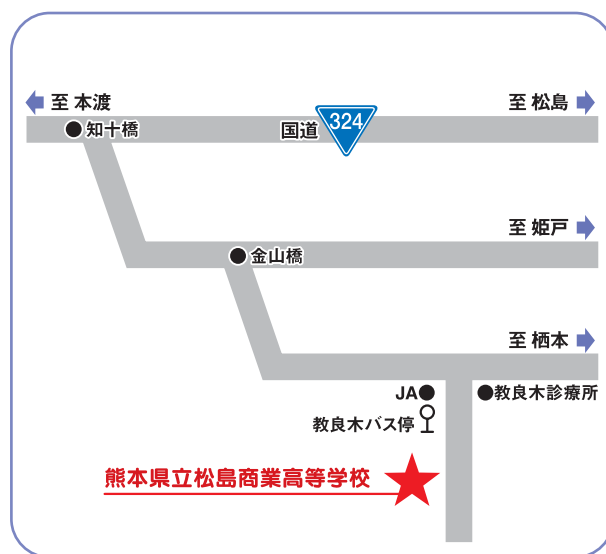 至 本渡
至 松島
知十橋
国道
324
至 姫戸
金山橋
至 栖本
JA
教良木診療所
教良木バス停
熊本県立松島商業高等学校